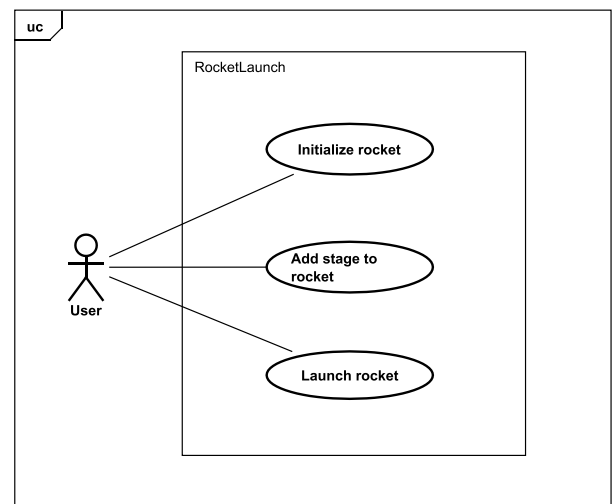 uc
RocketLaunch
Initialize rocket
Add stage to
rocket
User
Launch rocket